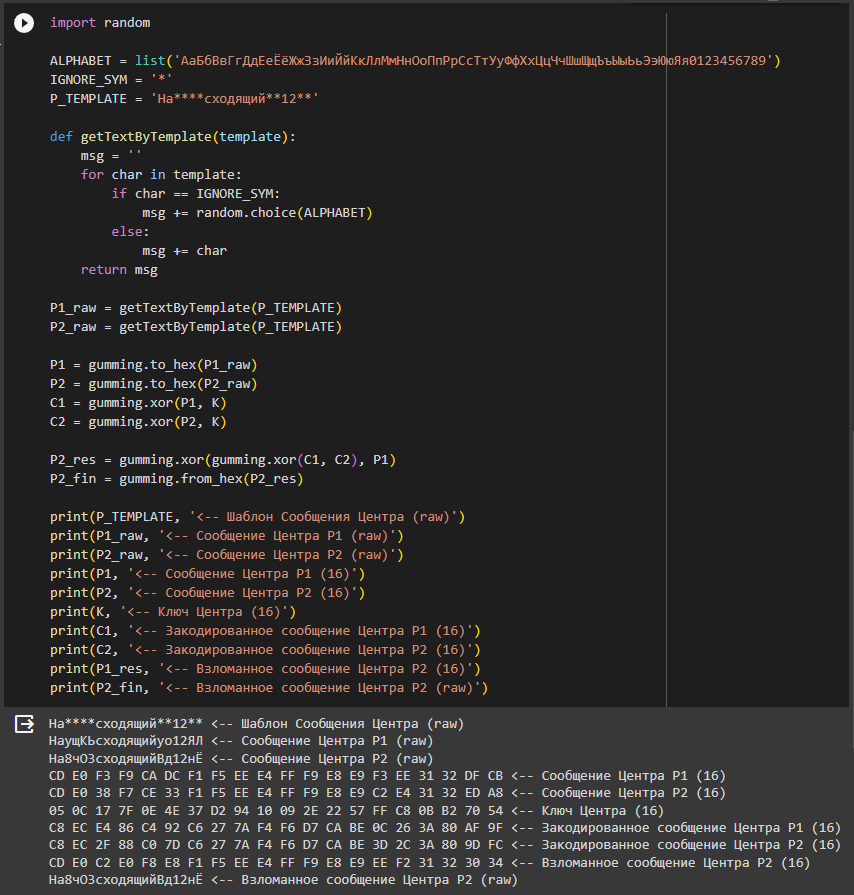 import random
ALPHABET = list('АаБбВвГгДдЕеЁёЖжЗзИиЙйКкЛлМмНнОоПпРрСсТтУуФфХхЦцЧчШшЩщЪъЫыЬьЭэЮюЯя0123456789')
IGNORE_SYM = '*'
P_TEMPLATE = 'На****сходящий**12**'
def getTextByTemplate(template):
    msg = ''
    for char in template:
        if char == IGNORE_SYM:
            msg += random.choice(ALPHABET)
        else:
            msg += char
    return msg
P1_raw = getTextByTemplate(P_TEMPLATE)
P2_raw = getTextByTemplate(P_TEMPLATE)
P1 = gumming.to_hex(P1_raw)
P2 = gumming.to_hex(P2_raw)
C1 = gumming.xor(P1, K)
C2 = gumming.xor(P2, K)
P2_res = gumming.xor(gumming.xor(C1, C2), P1)
P2_fin = gumming.from_hex(P2_res)
print(P_TEMPLATE, '<-- Шаблон Сообщения Центра (raw)')
print(P1_raw, '<-- Сообщение Центра P1 (raw)')
print(P2_raw, '<-- Сообщение Центра P2 (raw)')
print(P1, '<-- Сообщение Центра P1 (16)')
print(P2, '<-- Сообщение Центра P2 (16)')
print(K, '<-- Ключ Центра (16)')
print(C1, '<-- Закодированное сообщение Центра P1 (16)')
print(C2, '<-- Закодированное сообщение Центра P2 (16)')
print(P1_res, '<-- Взломанное сообщение Центра P2 (16)')
print(P2_fin, '<-- Взломанное сообщение Центра P2 (raw)')
На****сходящий**12** <-- Шаблон Сообщения Центра (raw)
НаущКЬсходящийуо12ЯЛ <-- Сообщение Центра P1 (raw)
На8чО3сходящийВд12нЁ <-- Сообщение Центра P2 (raw)
CD E0 F3 F9 CA DC F1 F5 EE E4 FF F9 E8 E9 F3 EE 31 32 DF CB <-- Сообщение Центра P1 (16)
CD E0 38 F7 CE 33 F1 F5 EE E4 FF F9 E8 E9 C2 E4 31 32 ED A8 <-- Сообщение Центра P2 (16)
05 0C 17 7F 0E 4E 37 D2 94 10 09 2E 22 57 FF C8 0B B2 70 54 <-- Ключ Центра (16)
C8 EC E4 86 C4 92 C6 27 7A F4 F6 D7 CA BE 0C 26 3A 80 AF 9F <-- Закодированное сообщение Центра P1 (16)
C8 EC 2F 88 C0 7D C6 27 7A F4 F6 D7 CA BE 3D 2C 3A 80 9D FC <-- Закодированное сообщение Центра P2 (16)
CD E0 C2 E0 F8 E8 F1 F5 EE E4 FF F9 E8 E9 EE F2 31 32 30 34 <-- Взломанное сообщение Центра P2 (16)
На8чО3сходящийВд12нЁ <-- Взломанное сообщение Центра P2 (raw)